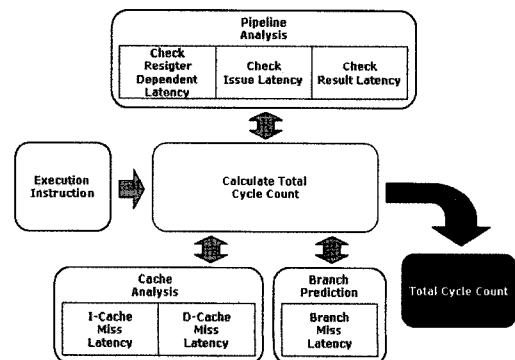 Pipeline
Analysis
Check
Resigter
Dependent
Latency
Check
Issue Latency
Check
Result Latency
Execution
Instruction
Calculate Total
Cycle Count
Total Cycle Count
Cache
Analysis
I-Cache
Miss
Latency
D-Cache
Miss
Latency
Branch
Prediction
Branch
Miss
Latency